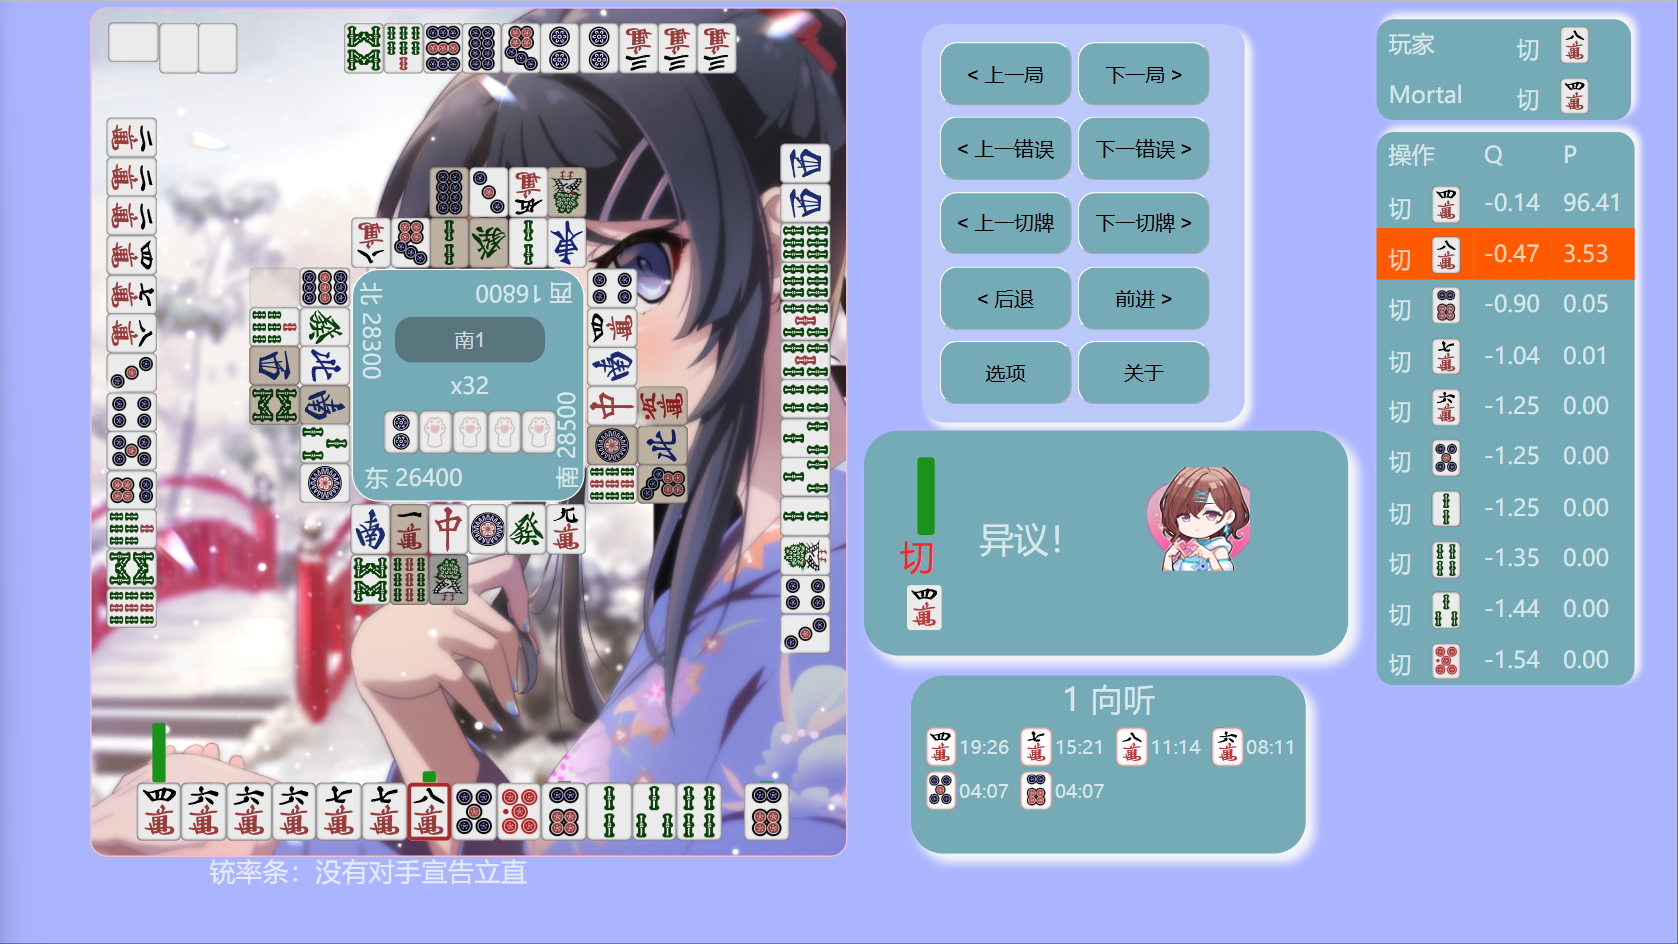 西 16800
北 28300
南1
x32
南 28500
东 26400
铳率条：没有对手宣告立直
< 上一局
下一局 >
< 上一错误
下一错误 >
< 上一切牌
下一切牌 >
< 后退
前进 >
选项
关于
切
异议！
1 向听
19:26 15:21 11:14 08:11
04:07 04:07
玩家 切
Mortal 切
操作 Q P
切 -0.14 96.41
切 -0.47 3.53
切 -0.90 0.05
切 -1.04 0.01
切 -1.25 0.00
切 -1.25 0.00
切 -1.25 0.00
切 -1.35 0.00
切 -1.44 0.00
切 -1.54 0.00